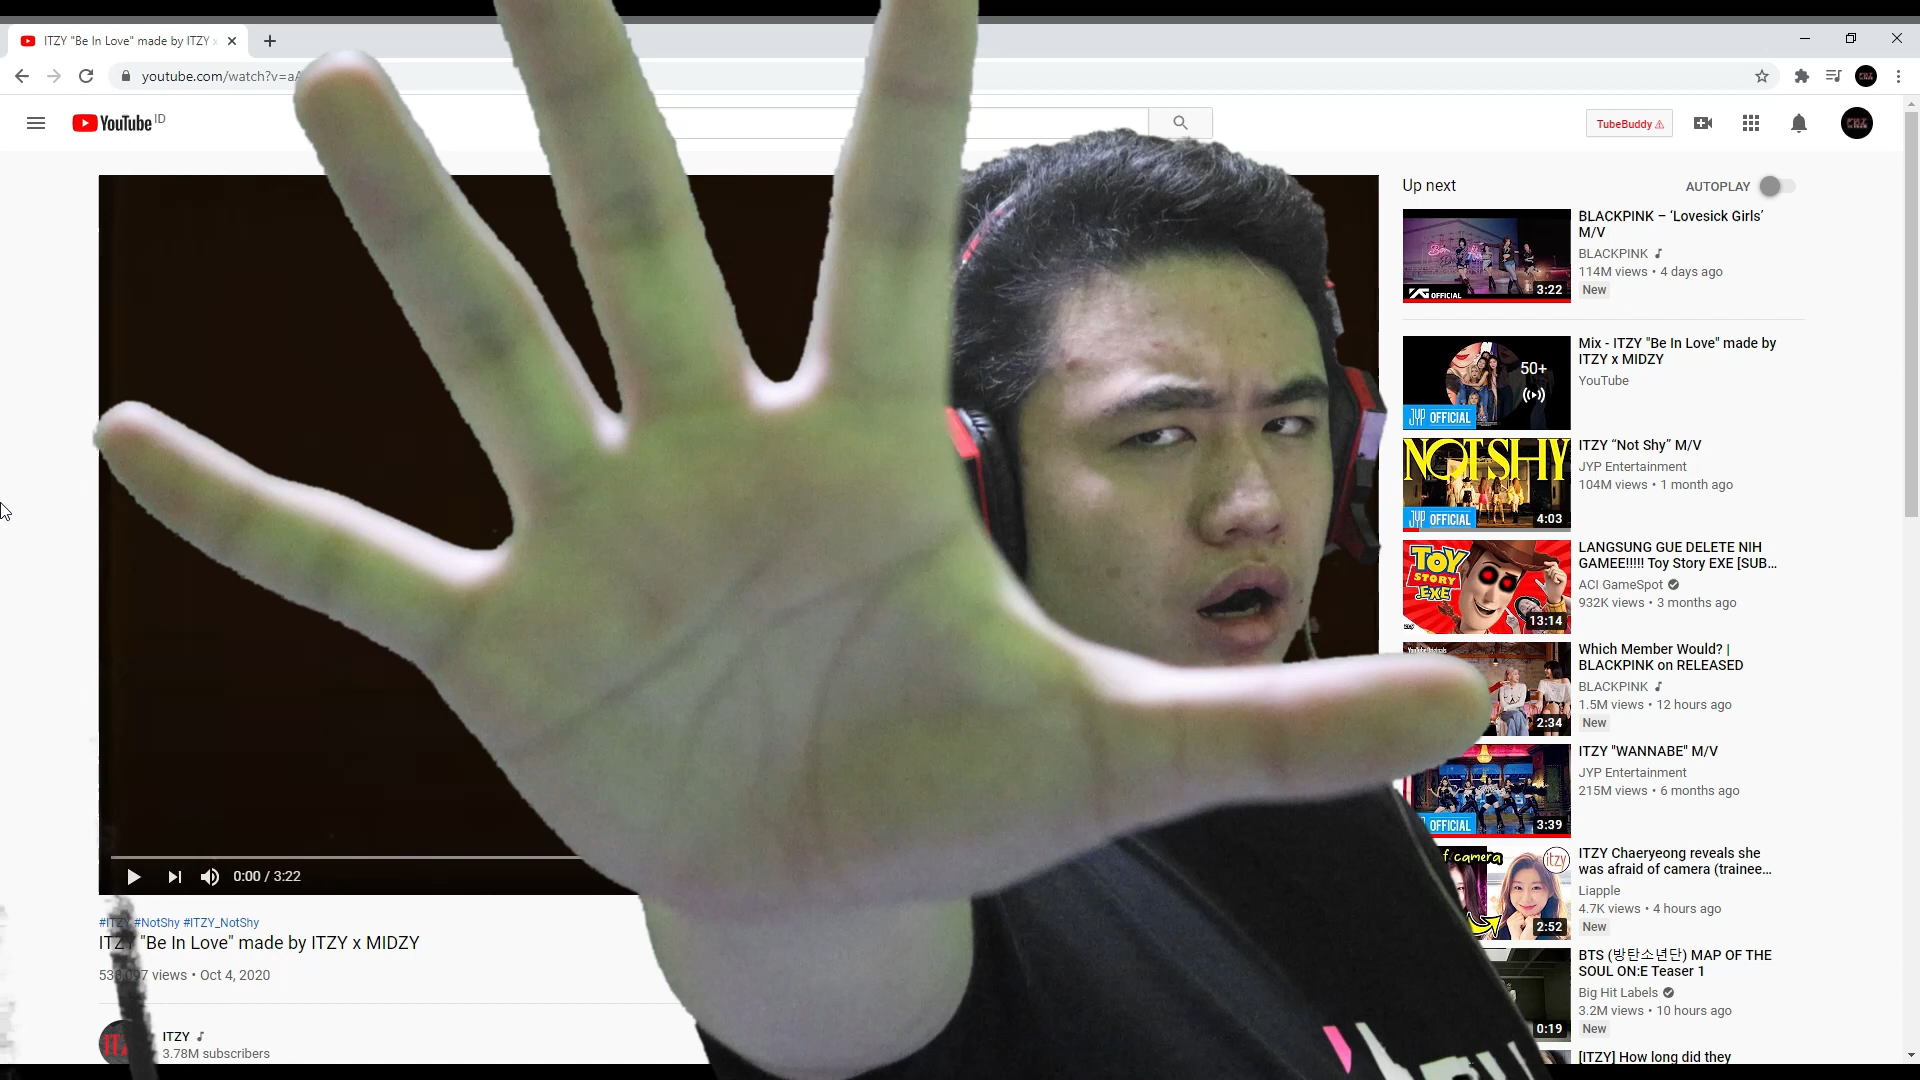 ITZY "Be In Love" made by ITZY x
youtube.com/watch?v=aA
YouTube ID
TubeBuddy
Up next
AUTOPLAY
BLACKPINK – ‘Lovesick Girls’
M/V
BLACKPINK
114M views • 4 days ago
New
OFFICIAL
3:22
Mix - ITZY "Be In Love" made by
ITZY x MIDZY
YouTube
50+
JYP OFFICIAL
ITZY “Not Shy” M/V
JYP Entertainment
104M views • 1 month ago
NOT SHY
JYP OFFICIAL
4:03
LANGSUNG GUE DELETE NIH
GAMEE!!!!! Toy Story EXE [SUB...
ACI GameSpot
932K views • 3 months ago
TOY
STORY
.EXE
13:14
Which Member Would? |
BLACKPINK on RELEASED
BLACKPINK
1.5M views • 12 hours ago
New
2:34
ITZY "WANNABE" M/V
JYP Entertainment
215M views • 6 months ago
OFFICIAL
3:39
ITZY Chaeryeong reveals she
was afraid of camera (trainee...
Liapple
4.7K views • 4 hours ago
New
f camera
itzy
2:52
BTS (방탄소년단) MAP OF THE
SOUL ON:E Teaser 1
Big Hit Labels
3.2M views • 10 hours ago
New
0:19
[ITZY] How long did they
0:00 / 3:22
#ITZY #NotShy #ITZY_NotShy
ITZY "Be In Love" made by ITZY x MIDZY
views • Oct 4, 2020
ITZY
3.78M subscribers